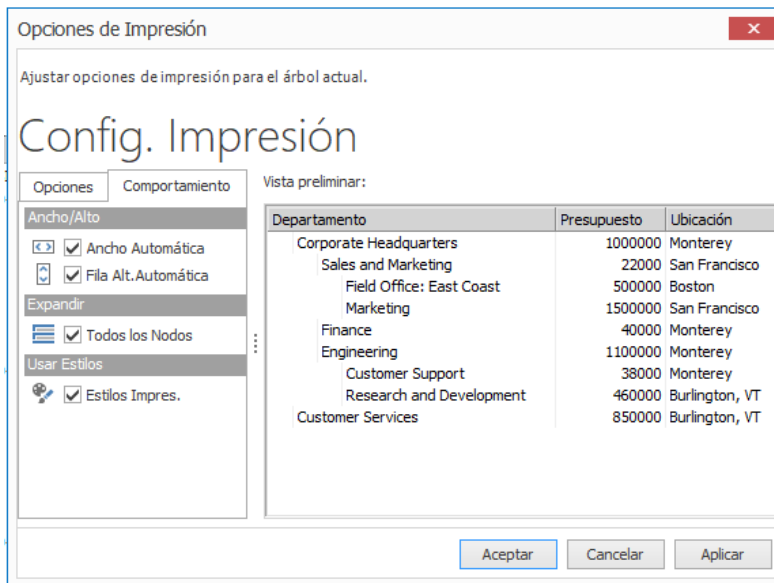 Opciones de Impresión
Ajustar opciones de impresión para el árbol actual.
Config. Impresión
Opciones Comportamiento
Ancho/Alto
Ancho Automática
Fila Alt.Automática
Expandir
Todos los Nodos
Usar Estilos
Estilos Impres.
Vista preliminar:
Departamento Presupuesto Ubicación
Corporate Headquarters 1000000 Monterey
Sales and Marketing 22000 San Francisco
Field Office: East Coast 500000 Boston
Marketing 1500000 San Francisco
Finance 40000 Monterey
Engineering 1100000 Monterey
Customer Support 38000 Monterey
Research and Development 460000 Burlington, VT
Customer Services 850000 Burlington, VT
Aceptar Cancelar Aplicar